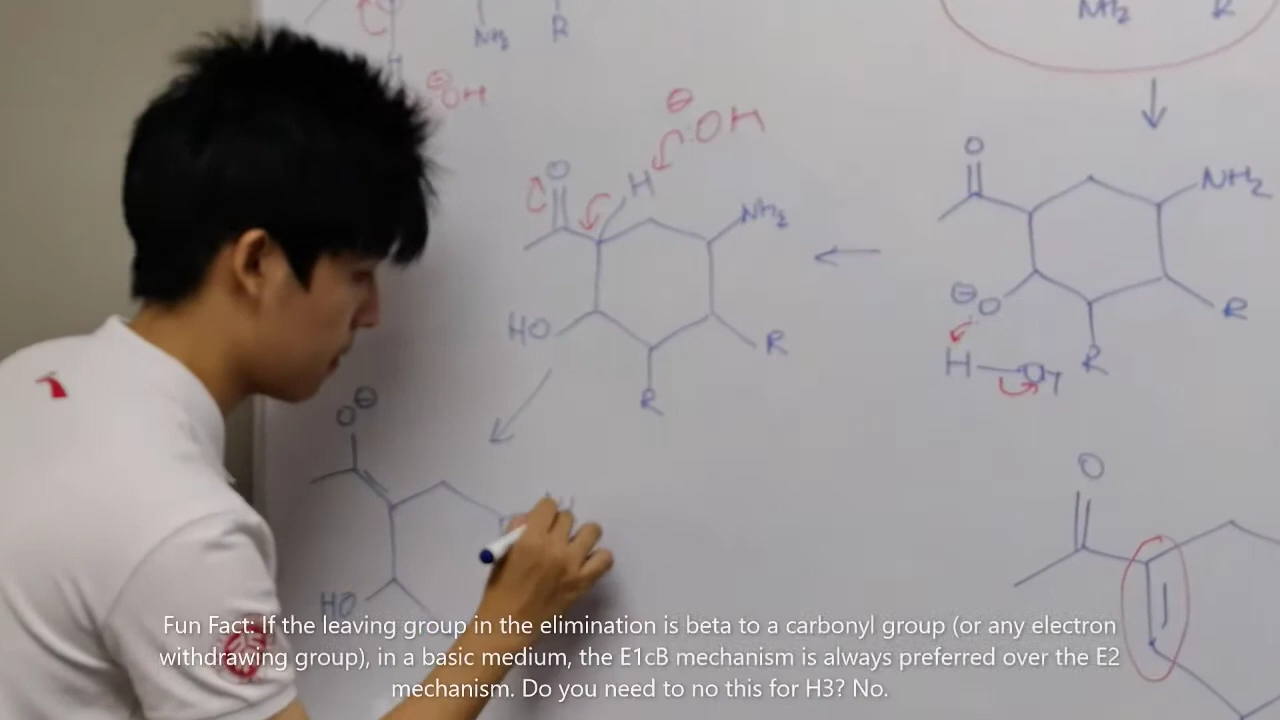 NH2
R
NH2
R
H
⊖
OH
⊖
:OH
O
H
NH2
HO
R
R
O
NH2
⊖
O
R
H
R
O⊖
HO
O
Fun Fact: If the leaving group in the elimination is beta to a carbonyl group (or any electron
withdrawing group), in a basic medium, the E1cB mechanism is always preferred over the E2
mechanism. Do you need to no this for H3? No.